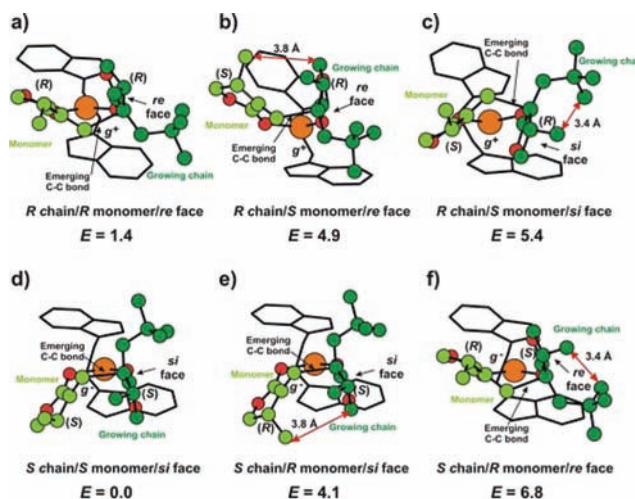 a)
(R)
(R)
re
face
Monomer
g+
Emerging
C-C bond
Growing chain
R chain/R monomer/re face
E = 1.4
b)
3.8 Å
Growing chain
(S)
(R)
re
face
Monomer
g+
Emerging
C-C bond
R chain/S monomer/re face
E = 4.9
c)
Emerging
C-C bond
Growing chain
3.4 Å
Monomer
(R)
(S)
g+
si
face
R chain/S monomer/si face
E = 5.4
d)
Emerging
C-C bond
si
face
Monomer
g-
(S)
(S)
Growing chain
S chain/S monomer/si face
E = 0.0
e)
Emerging
C-C bond
si
face
Monomer
g-
(S)
(R)
3.8 Å
Growing chain
S chain/R monomer/si face
E = 4.1
f)
Growing chain
(R)
(S)
3.4 Å
g-
re
face
Monomer
Emerging
C-C bond
S chain/R monomer/re face
E = 6.8